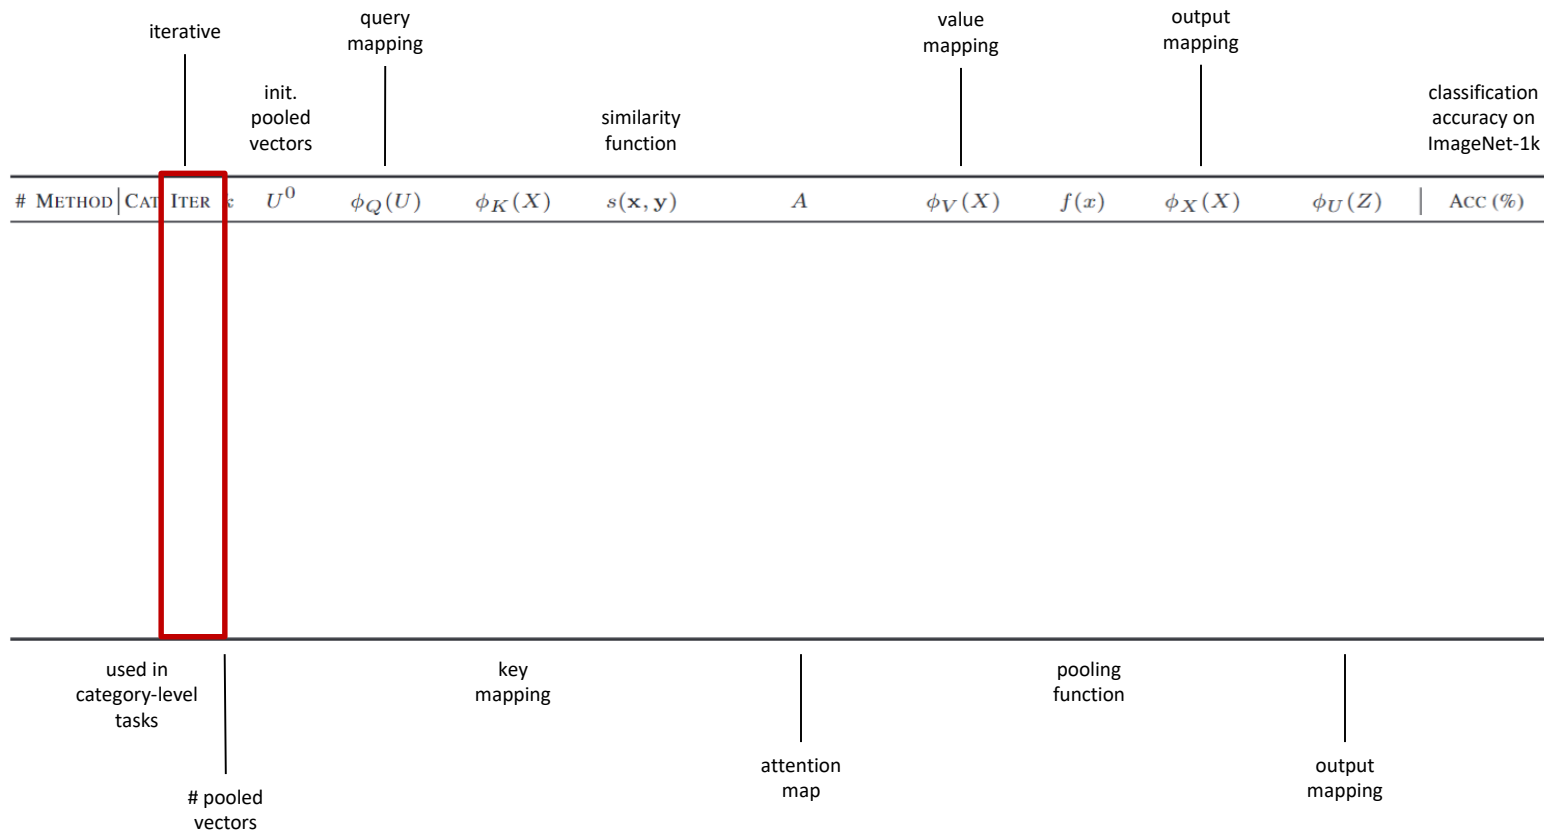 iterative
query
mapping
value
mapping
output
mapping
init.
pooled
vectors
similarity
function
classification
accuracy on
ImageNet-1k
# METHOD CAT ITER U⁰ ϕ_Q(U) ϕ_K(X) s(x, y) A ϕ_V(X) f(x) ϕ_X(X) ϕ_U(Z) ACC (%)
used in
category-level
tasks
key
mapping
pooling
function
attention
map
output
mapping
# pooled
vectors